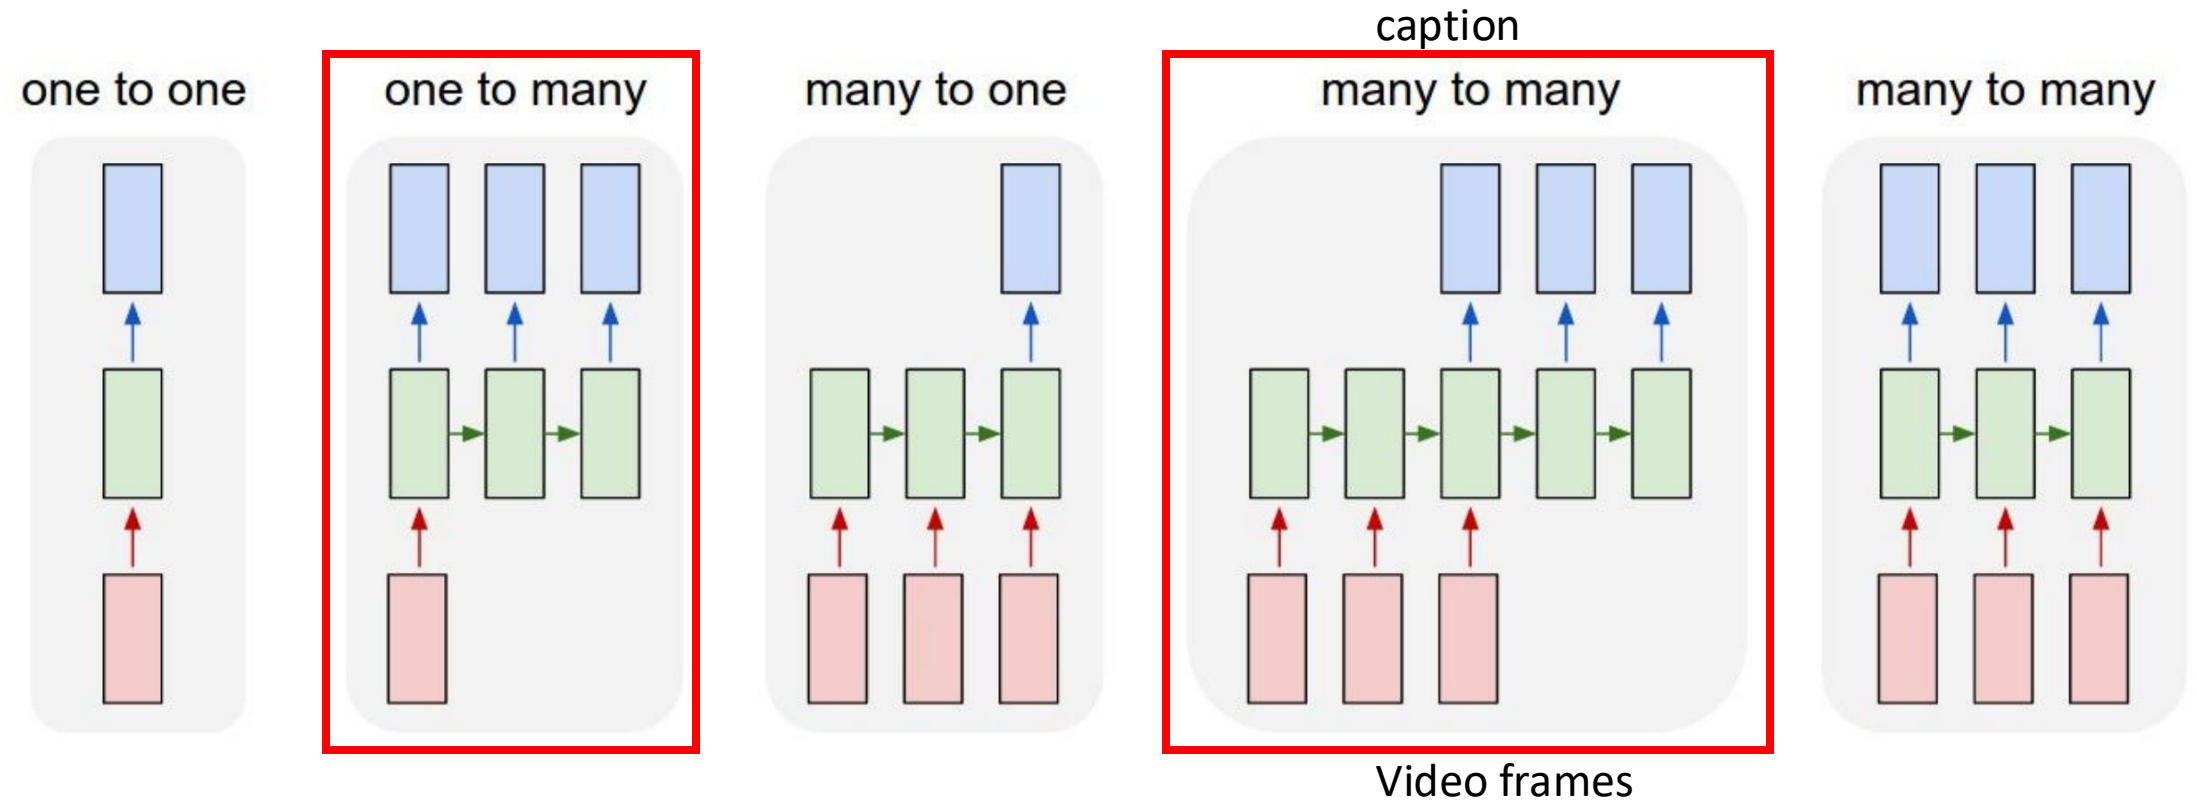 caption
one to one
one to many
many to one
many to many
many to many
Video frames